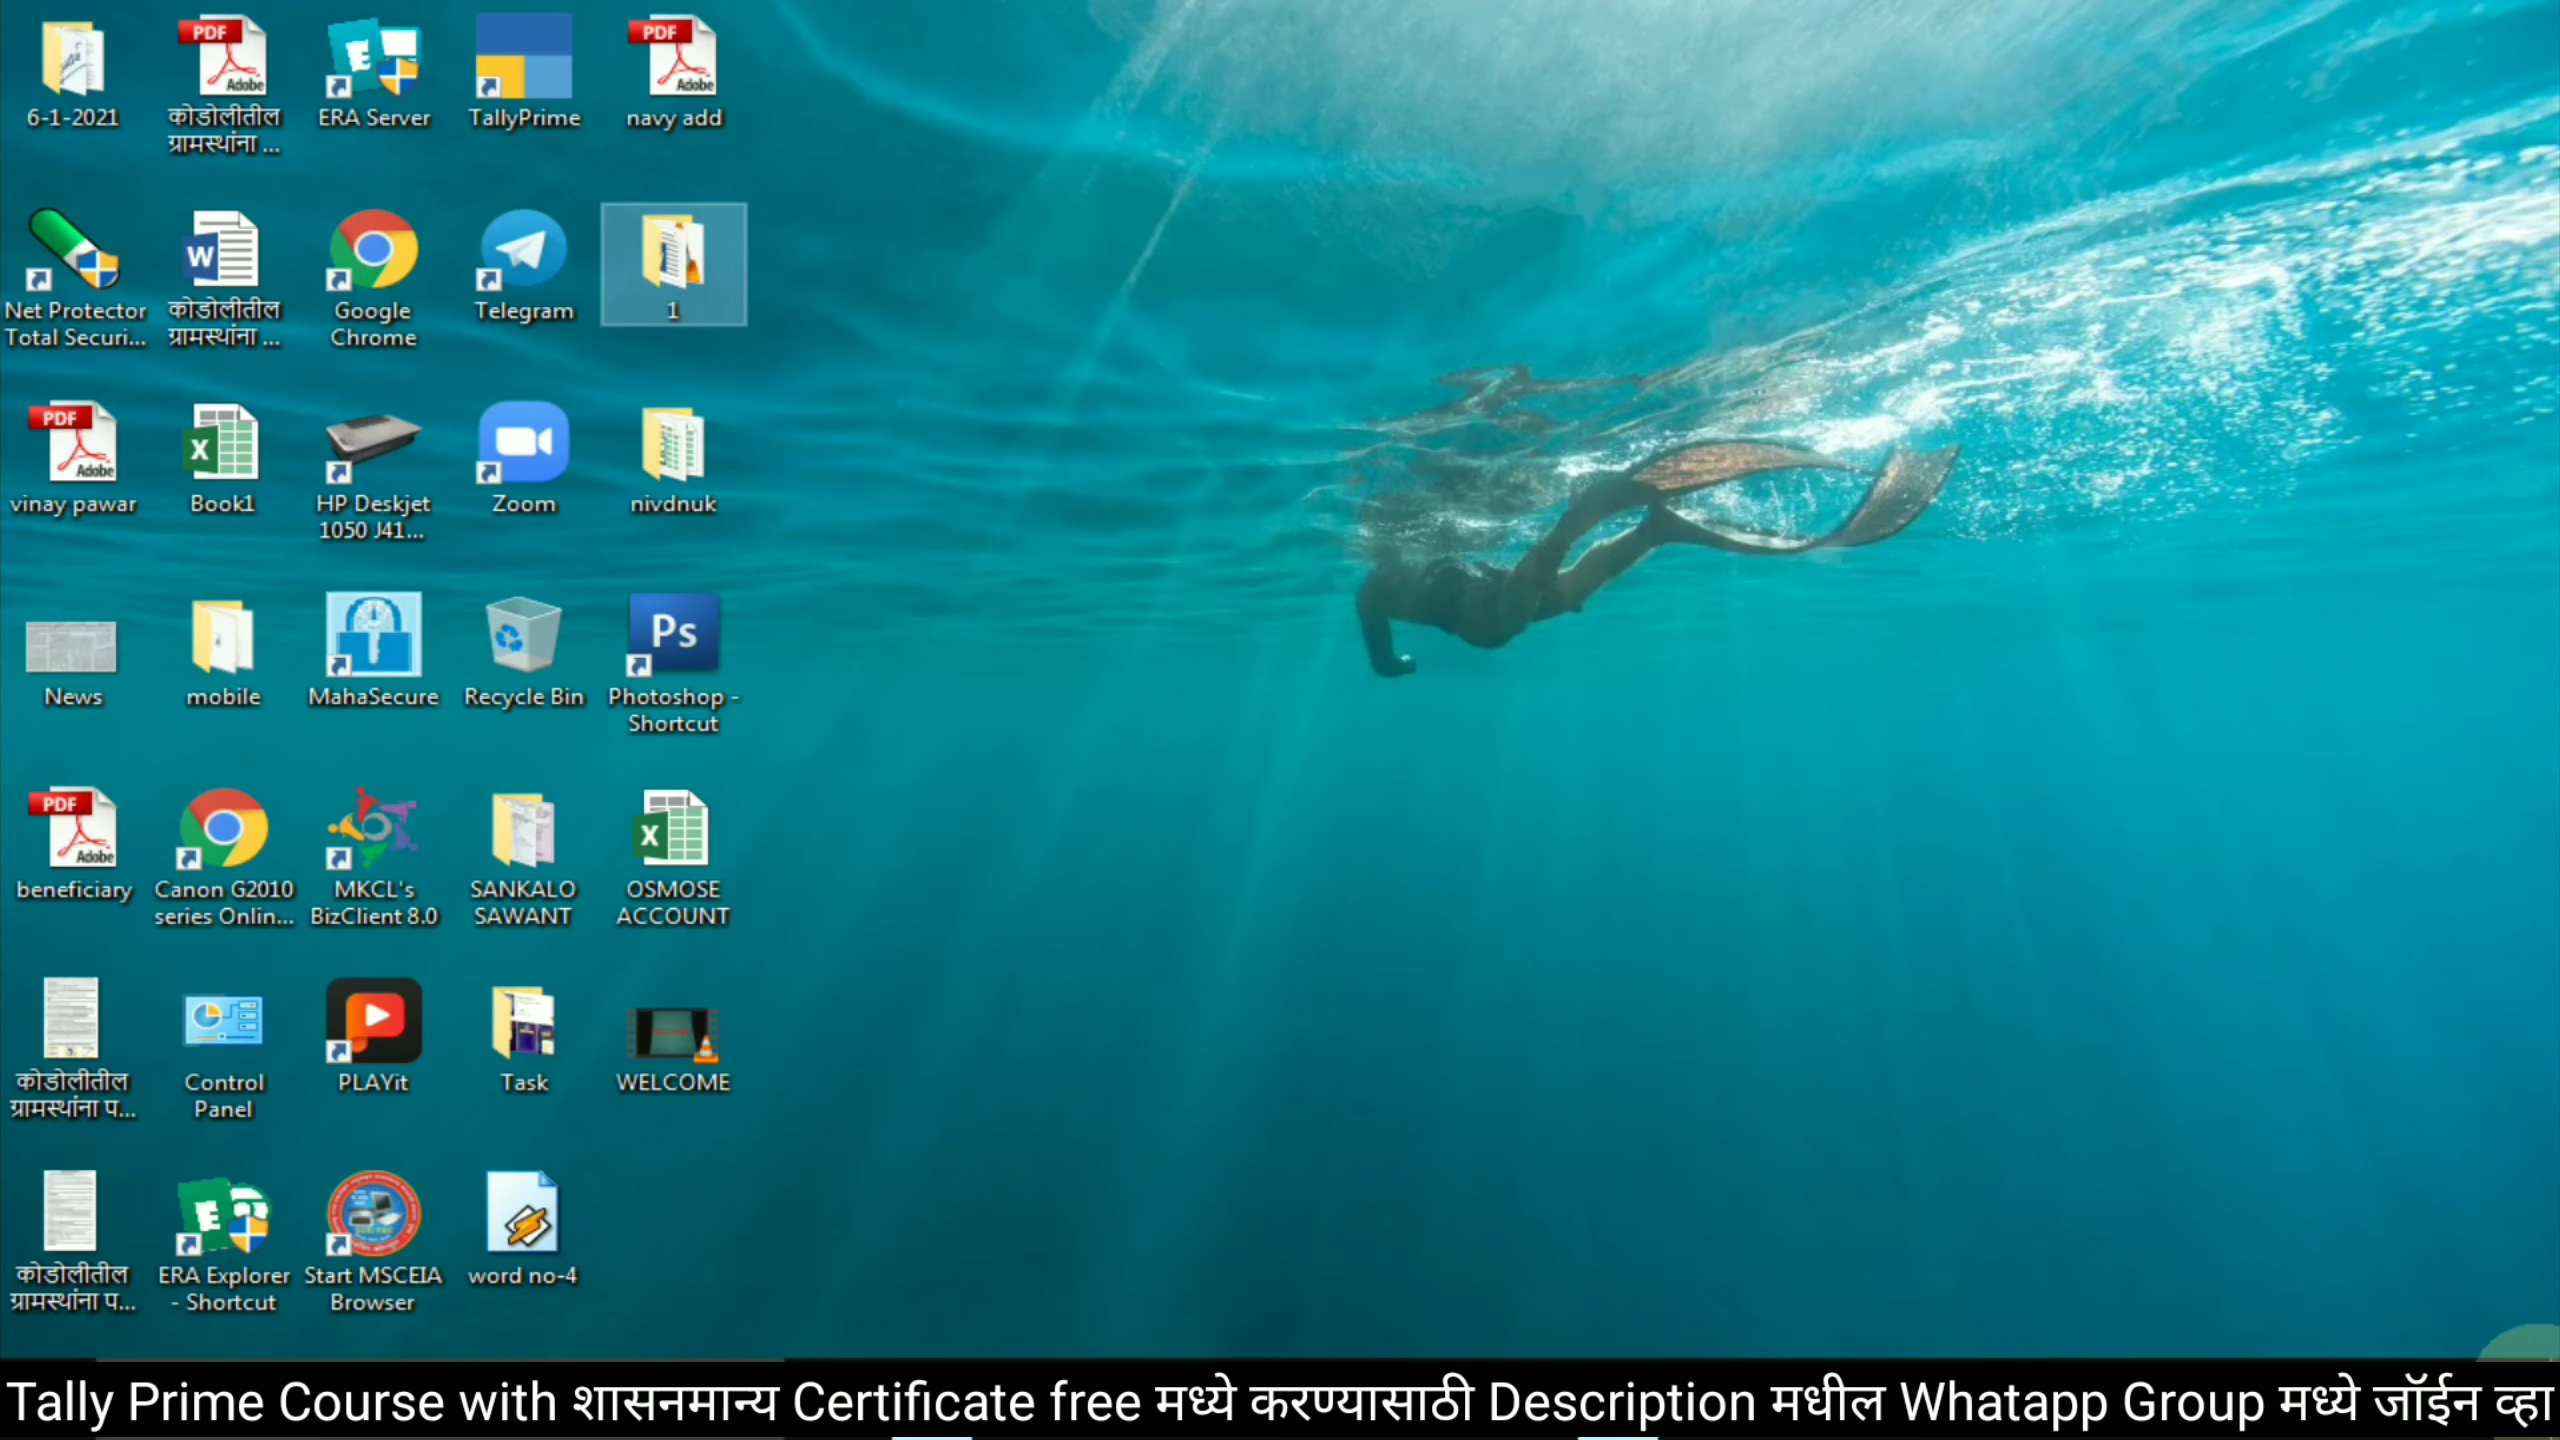 6-1-2021
कोडोलीतील
ग्रामस्थांना ...
ERA Server
TallyPrime
navy add
Net Protector
Total Securi...
कोडोलीतील
ग्रामस्थांना ...
Google
Chrome
Telegram
1
vinay pawar
Book1
HP Deskjet
1050 J41...
Zoom
nivdnuk
News
mobile
MahaSecure
Recycle Bin
Photoshop -
Shortcut
beneficiary
Canon G2010
series Onlin...
MKCL's
BizClient 8.0
SANKALO
SAWANT
OSMOSE
ACCOUNT
कोडोलीतील
ग्रामस्थांना प...
Control
Panel
PLAYit
Task
WELCOME
कोडोलीतील
ग्रामस्थांना प...
ERA Explorer
- Shortcut
Start MSCEIA
Browser
word no-4
Tally Prime Course with शासनमान्य Certificate free मध्ये करण्यासाठी Description मधील Whatapp Group मध्ये जॉईन व्हा